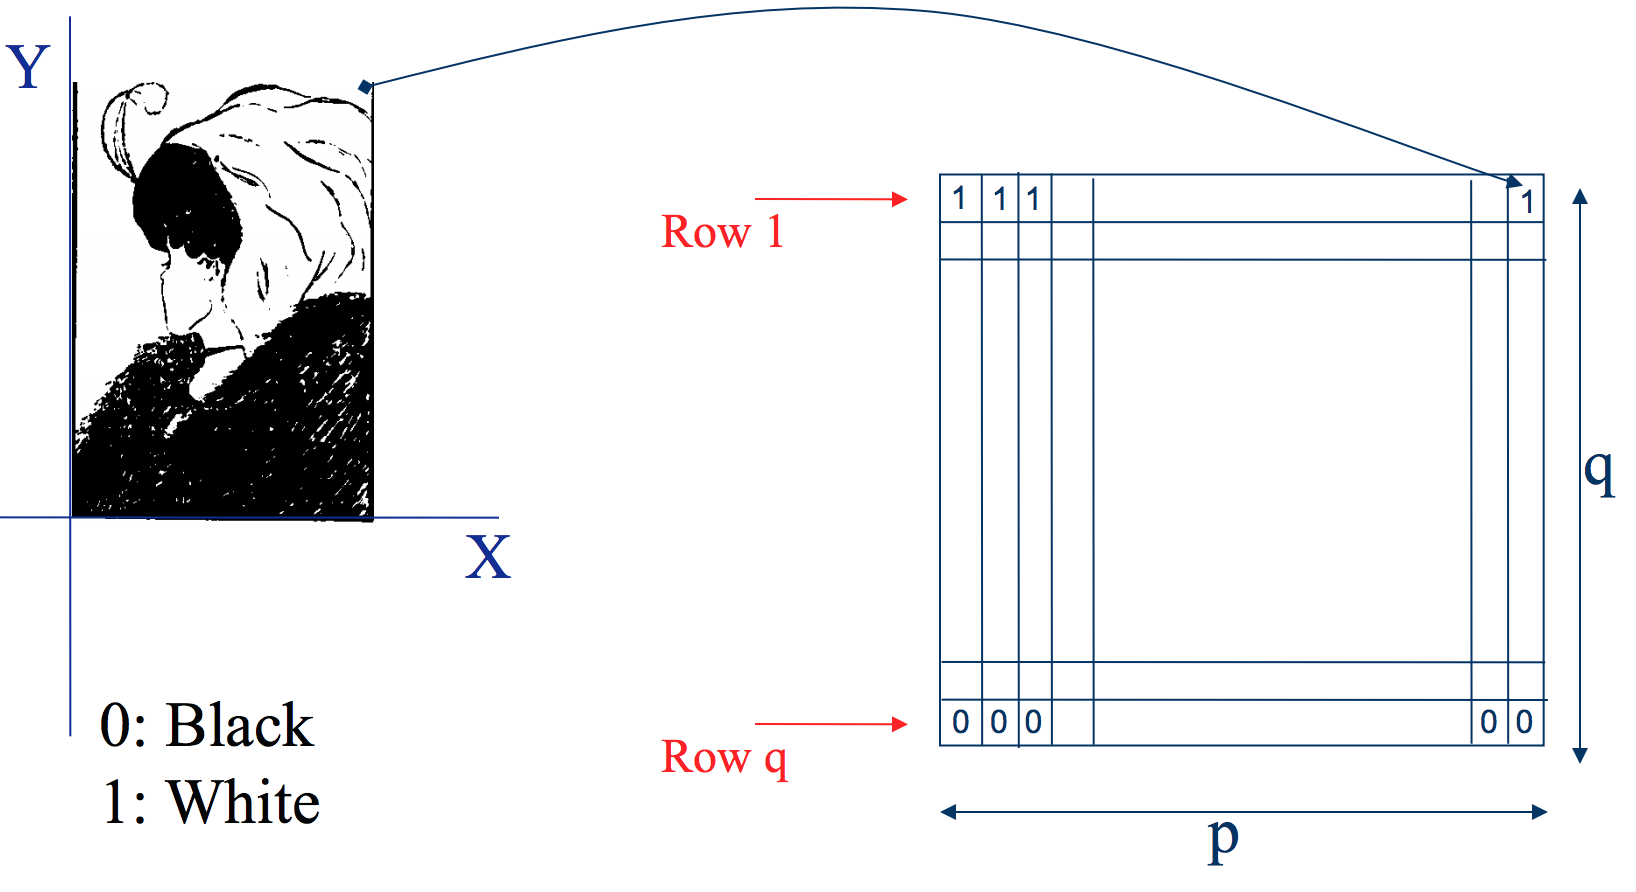 Y
X
0: Black
1: White
Row 1
1 1 1 1
Row q
0 0 0 0 0
q
p